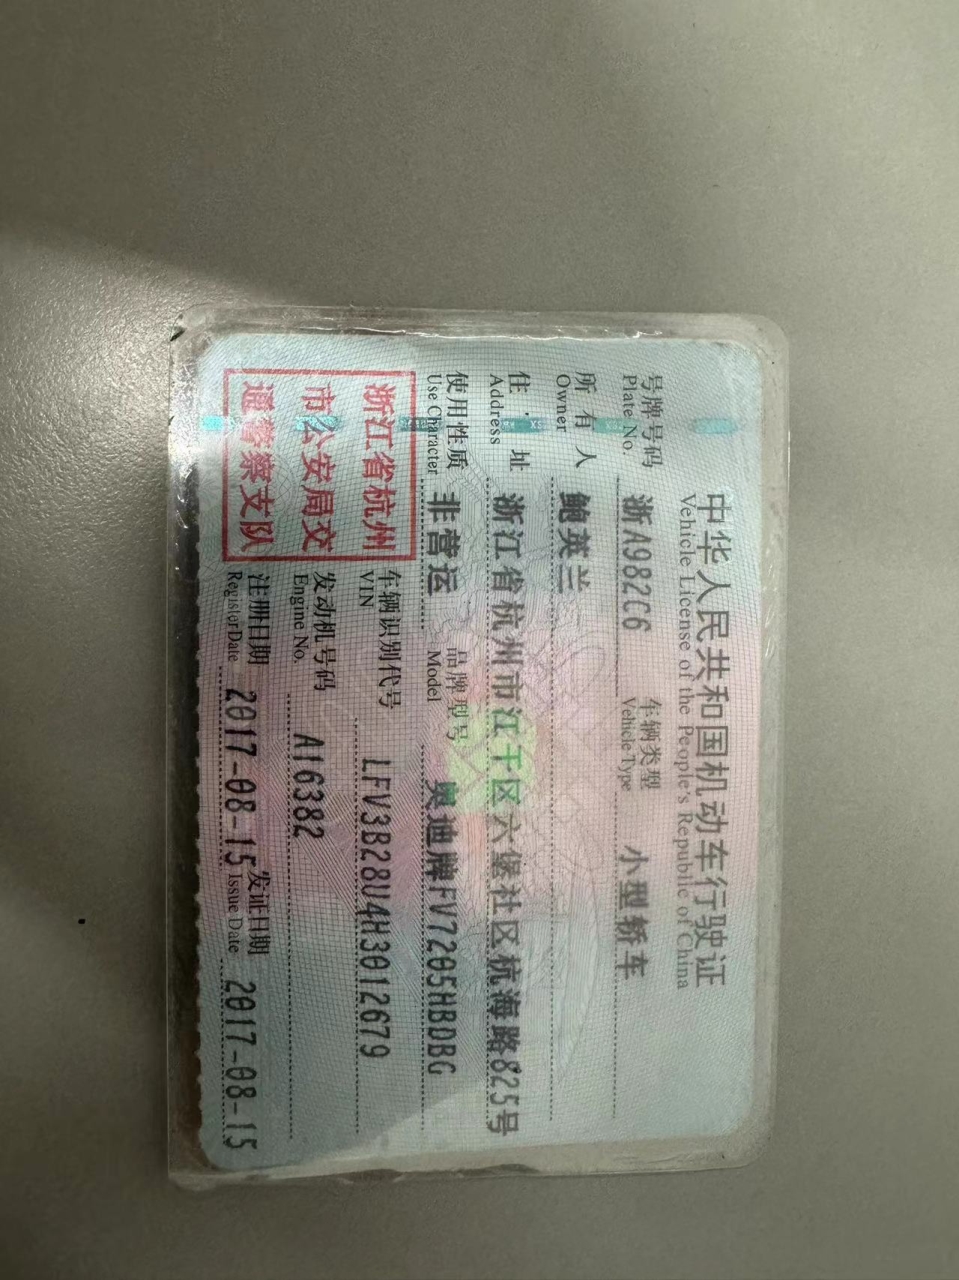 中华人民共和国机动车行驶证
Vehicle License of the People's Republic of China
号牌号码 浙A982C6 车辆类型 小型轿车
Plate No. Vehicle Type
所有人 鲍英兰
Owner
住址 浙江省杭州市江干区六堡社区杭海路825号
Address
使用性质 非营运 品牌型号 奥迪牌FV7205HBDBG
Use Character Model
浙江省杭州
市公安局交
通警察支队
车辆识别代号 LFV3B28U4H3012679
VIN
发动机号码 A16382
Engine No.
注册日期 2017-08-15 发证日期 2017-08-15
Register Date Issue Date